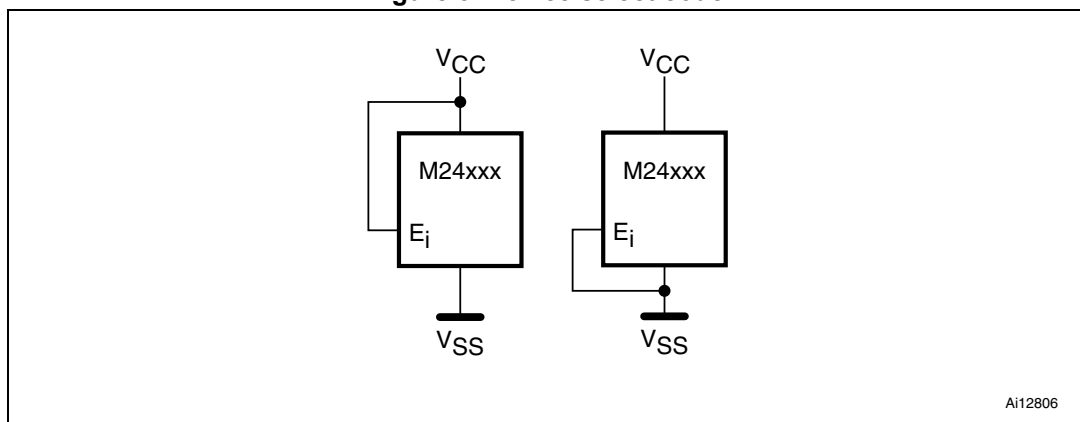 VCC VCC
M24xxx M24xxx
Ei Ei
VSS VSS
Ai12806